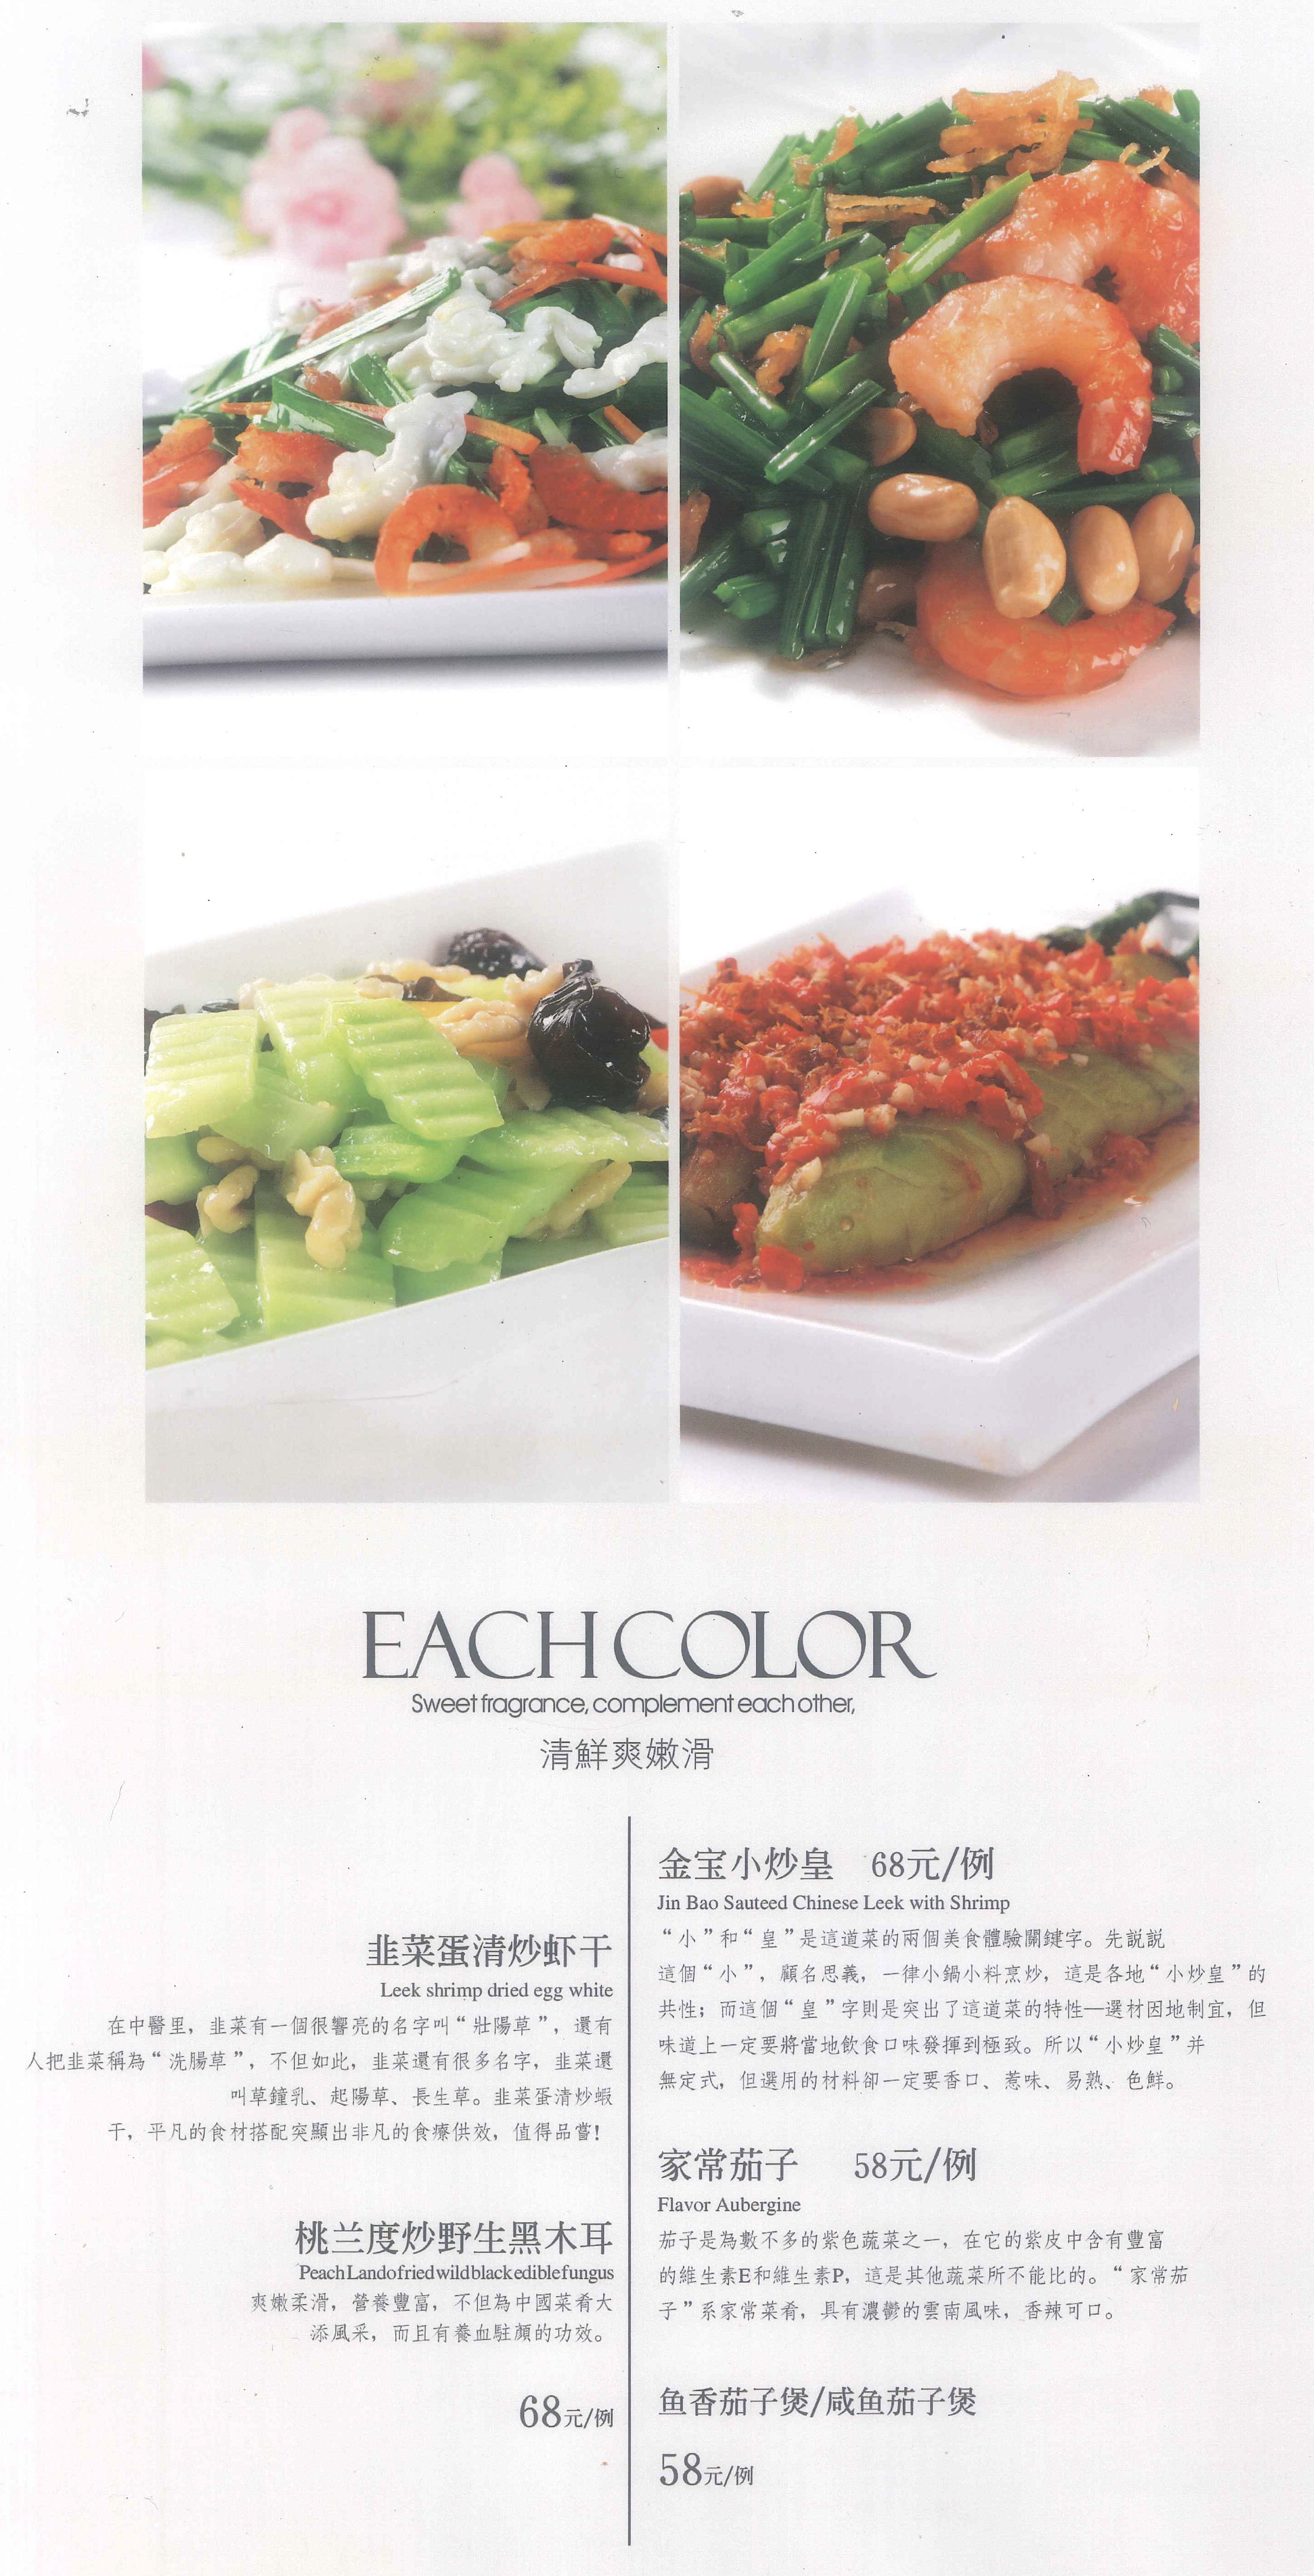 EACH COLOR
Sweet fragrance, complement each other,
清鮮爽嫩滑
韭菜蛋清炒虾干
Leek shrimp dried egg white
在中醫里，韭菜有一個很響亮的名字叫“壯陽草”，還有
人把韭菜稱為“洗腸草”，不但如此，韭菜還有很多名字，韭菜還
叫草鐘乳、起陽草、長生草。韭菜蛋清炒蝦
干，平凡的食材搭配突顯出非凡的食療供效，值得品嘗！
桃兰度炒野生黑木耳
Peach Land of ried wild black edible fungus
爽嫩柔滑，營養豐富，不但為中國菜肴大
添風采，而且有養血駐顏的功效。
68元/例
金宝小炒皇 68元/例
Jin Bao Sauteed Chinese Leek with Shrimp
“小”和“皇”是這道菜的兩個美食體驗關鍵字。先説説
這個“小”，顧名思義，一律小鍋小料烹炒，這是各地“小炒皇”的
共性；而這個“皇”字則是突出了這道菜的特性—選材因地制宜，但
味道上一定要將當地飲食口味發揮到極致。所以“小炒皇”并
無定式，但選用的材料卻一定要香口、惹味、易熟、色鮮。
家常茄子 58元/例
Flavor Aubergine
茄子是為數不多的紫色蔬菜之一，在它的紫皮中含有豐富
的維生素E和維生素P，這是其他蔬菜所不能比的。“家常茄
子”系家常菜肴，具有濃鬱的雲南風味，香辣可口。
鱼香茄子煲/咸鱼茄子煲
58元/例